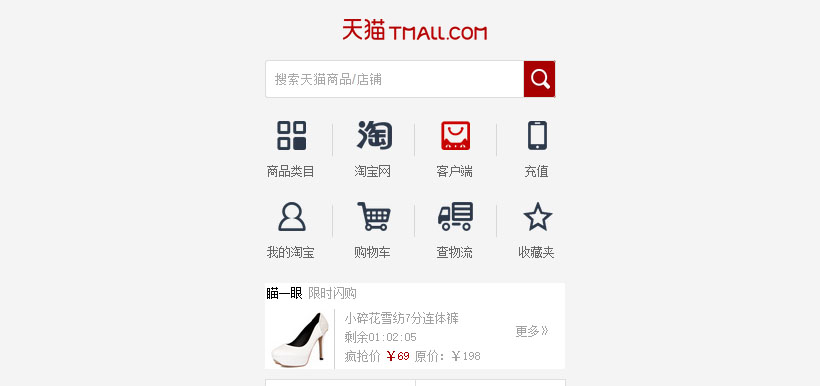 天猫 TMALL.COM
搜索天猫商品/店铺
淘
商品类目 淘宝网 客户端 充值
我的淘宝 购物车 查物流 收藏夹
瞄一眼 限时闪购
小碎花雪纺7分连体裤
剩余01:02:05
更多》
疯抢价 ￥69 原价：￥198